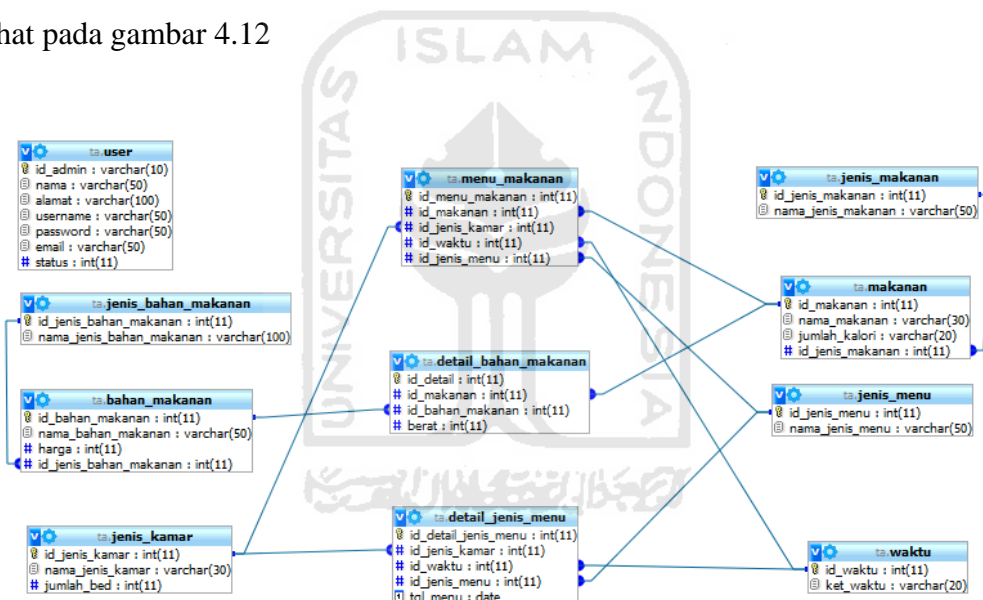 hat pada gambar 4.12
UNIVERSITAS ISLAM INDONESIA
ta.user
id_admin : varchar(10)
nama : varchar(50)
alamat : varchar(100)
username : varchar(50)
password : varchar(50)
email : varchar(50)
# status : int(11)
ta.menu_makanan
id_menu_makanan : int(11)
# id_makanan : int(11)
# id_jenis_kamar : int(11)
# id_waktu : int(11)
# id_jenis_menu : int(11)
ta.jenis_makanan
id_jenis_makanan : int(11)
nama_jenis_makanan : varchar(50)
ta.jenis_bahan_makanan
id_jenis_bahan_makanan : int(11)
nama_jenis_bahan_makanan : varchar(100)
ta.makanan
id_makanan : int(11)
nama_makanan : varchar(30)
jumlah_kalori : varchar(20)
# id_jenis_makanan : int(11)
ta.detail_bahan_makanan
id_detail : int(11)
# id_makanan : int(11)
# id_bahan_makanan : int(11)
# berat : int(11)
ta.bahan_makanan
id_bahan_makanan : int(11)
nama_bahan_makanan : varchar(50)
# harga : int(11)
# id_jenis_bahan_makanan : int(11)
ta.jenis_menu
id_jenis_menu : int(11)
nama_jenis_menu : varchar(50)
ta.jenis_kamar
id_jenis_kamar : int(11)
nama_jenis_kamar : varchar(30)
# jumlah_bed : int(11)
ta.detail_jenis_menu
id_detail_jenis_menu : int(11)
# id_jenis_kamar : int(11)
# id_waktu : int(11)
# id_jenis_menu : int(11)
tgl_menu : date
ta.waktu
id_waktu : int(11)
ket_waktu : varchar(20)